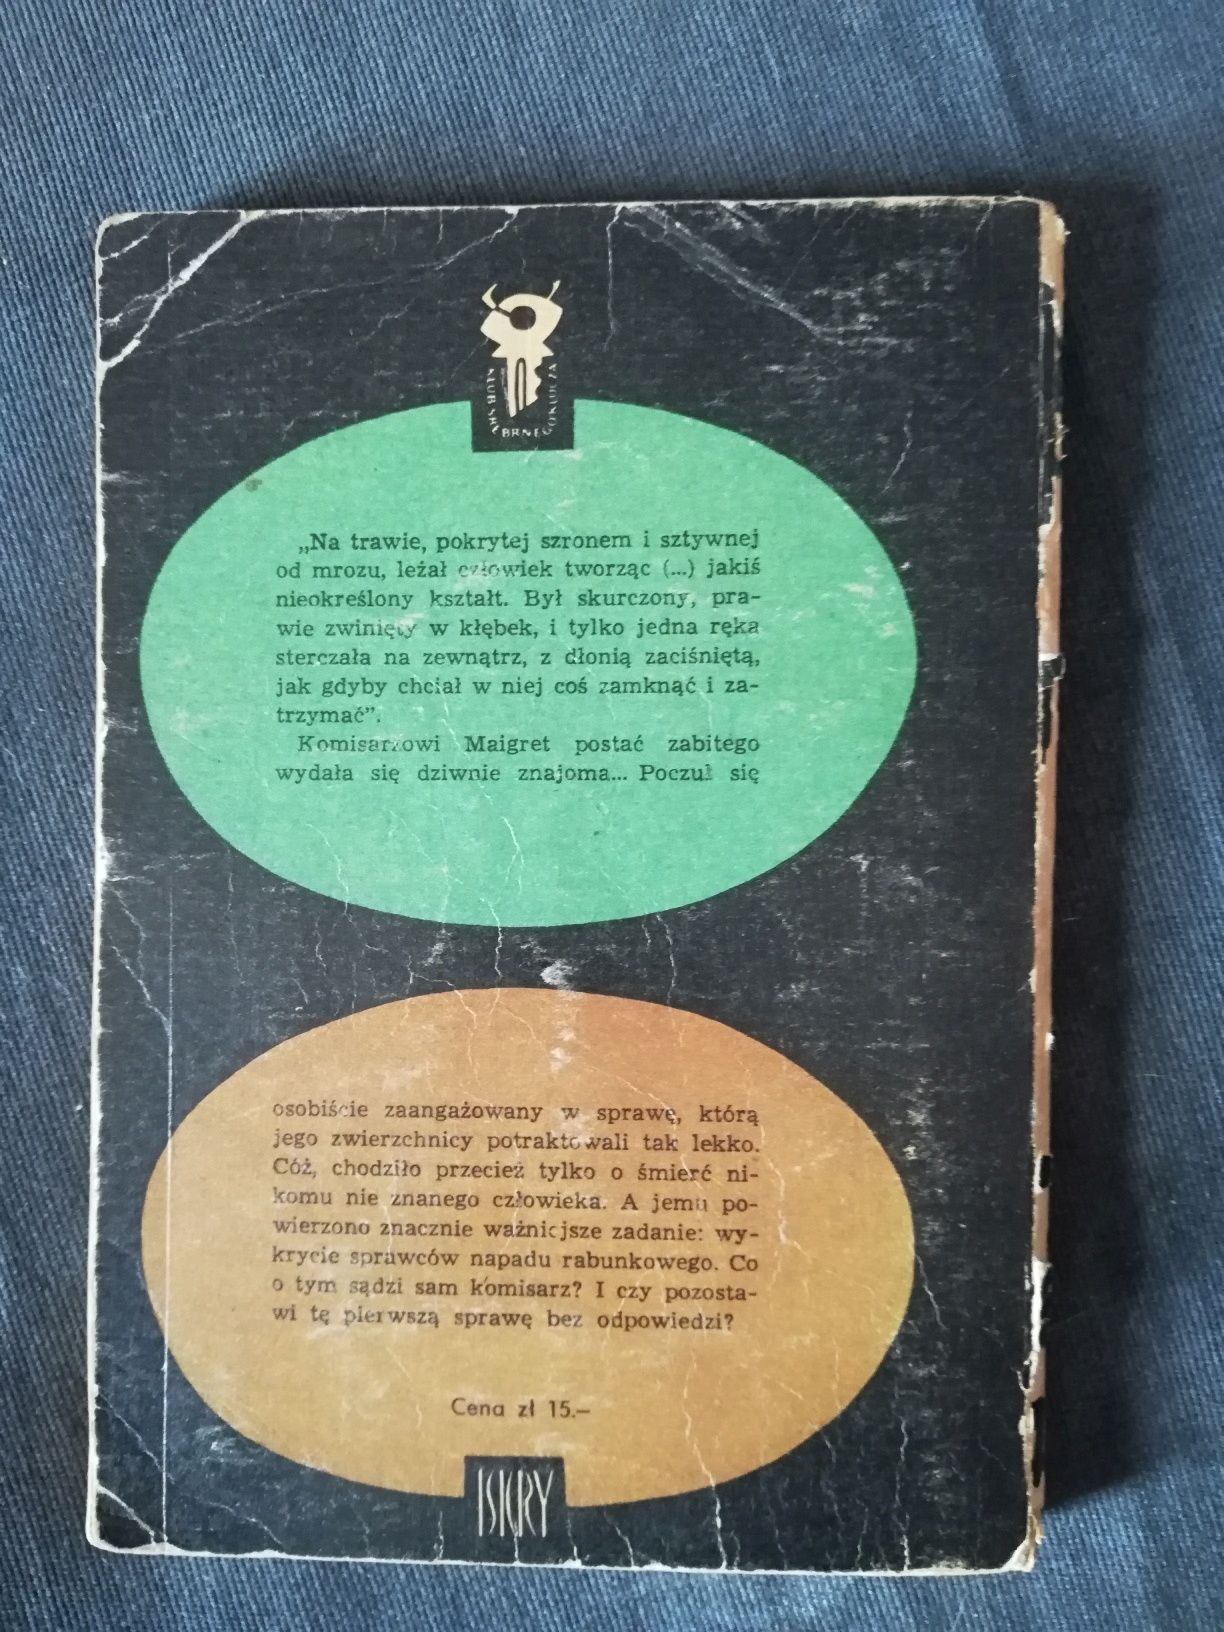 KLUB SREBRNEGO KLUCZA
„Na trawie, pokrytej szronem i sztywnej
od mrozu, leżał człowiek tworząc (...) jakiś
nieokreślony kształt. Był skurczony, pra-
wie zwinięty w kłębek, i tylko jedna ręka
sterczała na zewnątrz, z dłonią zaciśniętą,
jak gdyby chciał w niej coś zamknąć i za-
trzymać”.
Komisarzowi Maigret postać zabitego
wydała się dziwnie znajoma... Poczuł się
osobiście zaangażowany w sprawę, którą
jego zwierzchnicy potraktowali tak lekko.
Cóż, chodziło przecież tylko o śmierć ni-
komu nie znanego człowieka. A jemu po-
wierzono znacznie ważniejsze zadanie: wy-
krycie sprawców napadu rabunkowego. Co
o tym sądzi sam komisarz? I czy pozosta-
wi tę pierwszą sprawę bez odpowiedzi?
Cena zł 15.—
ISKRY